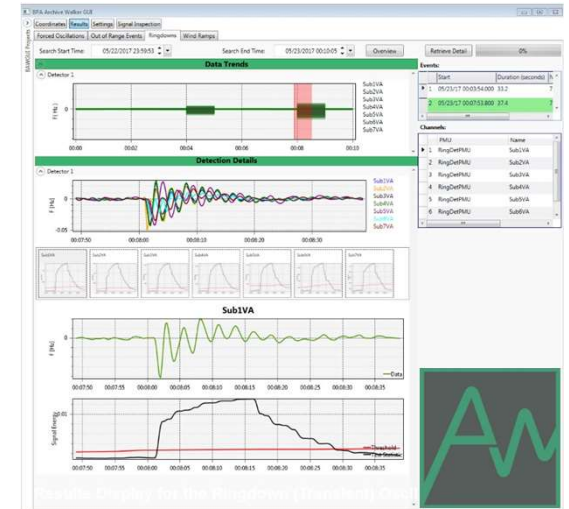 BPA Archive Walker GUI
Coordinates Results Settings Signal Inspection
Forced Oscillations Out of Range Events Ringdowns Wind Ramps
Search Start Time: 05/22/2017 23:59:53 Search End Time: 05/23/2017 00:10:05 Overview Retrieve Detail 0%
Data Trends
Detector 1
F[Hz]
0
Sub1VA
Sub2VA
Sub3VA
Sub4VA
Sub5VA
Sub6VA
Sub7VA
00:00 00:02 00:04 00:06 00:08 00:10
Detection Details
Detector 1
F [Hz]
0
-0.05
Sub1VA
Sub2VA
Sub3VA
Sub4VA
Sub5VA
Sub6VA
Sub7VA
00:07:50 00:08:00 00:08:10 00:08:20 00:08:30
Sub1VA
F [Hz]
0
Data
00:07:50 00:07:55 00:08:00 00:08:05 00:08:10 00:08:15 00:08:20 00:08:25 00:08:30 00:08:35
Signal Energy
Threshold
Test Statistic
00:07:50 00:07:55 00:08:00 00:08:05 00:08:10 00:08:15 00:08:20 00:08:25 00:08:30 00:08:35
Results Display for the Ringdown
Events:
Start Duration (seconds)
1 05/23/17 00:03:54.000 33.2 7
2 05/23/17 00:07:53.800 37.4 7
Channels:
PMU Name
1 RingDetPMU Sub1VA
2 RingDetPMU Sub2VA
3 RingDetPMU Sub3VA
4 RingDetPMU Sub4VA
5 RingDetPMU Sub5VA
6 RingDetPMU Sub6VA
AW